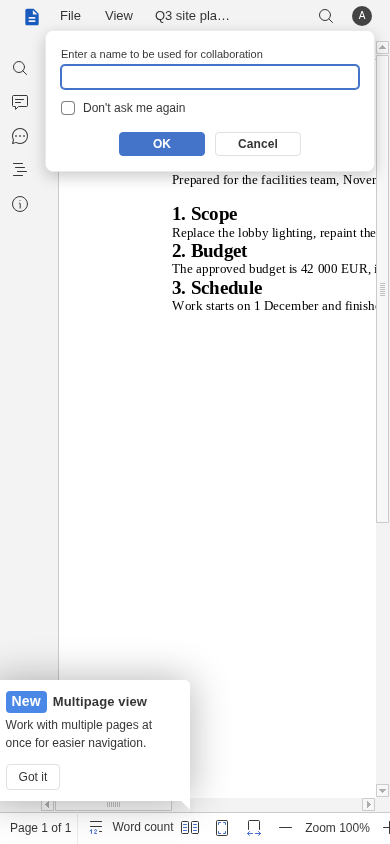 File View Q3 site pla…
A
Enter a name to be used for collaboration
Don't ask me again
OK Cancel
Prepared for the facilities team, Noven
1. Scope
Replace the lobby lighting, repaint the
2. Budget
The approved budget is 42 000 EUR, i
3. Schedule
Work starts on 1 December and finishe
New Multipage view
Work with multiple pages at
once for easier navigation.
Got it
Page 1 of 1 Word count Zoom 100%